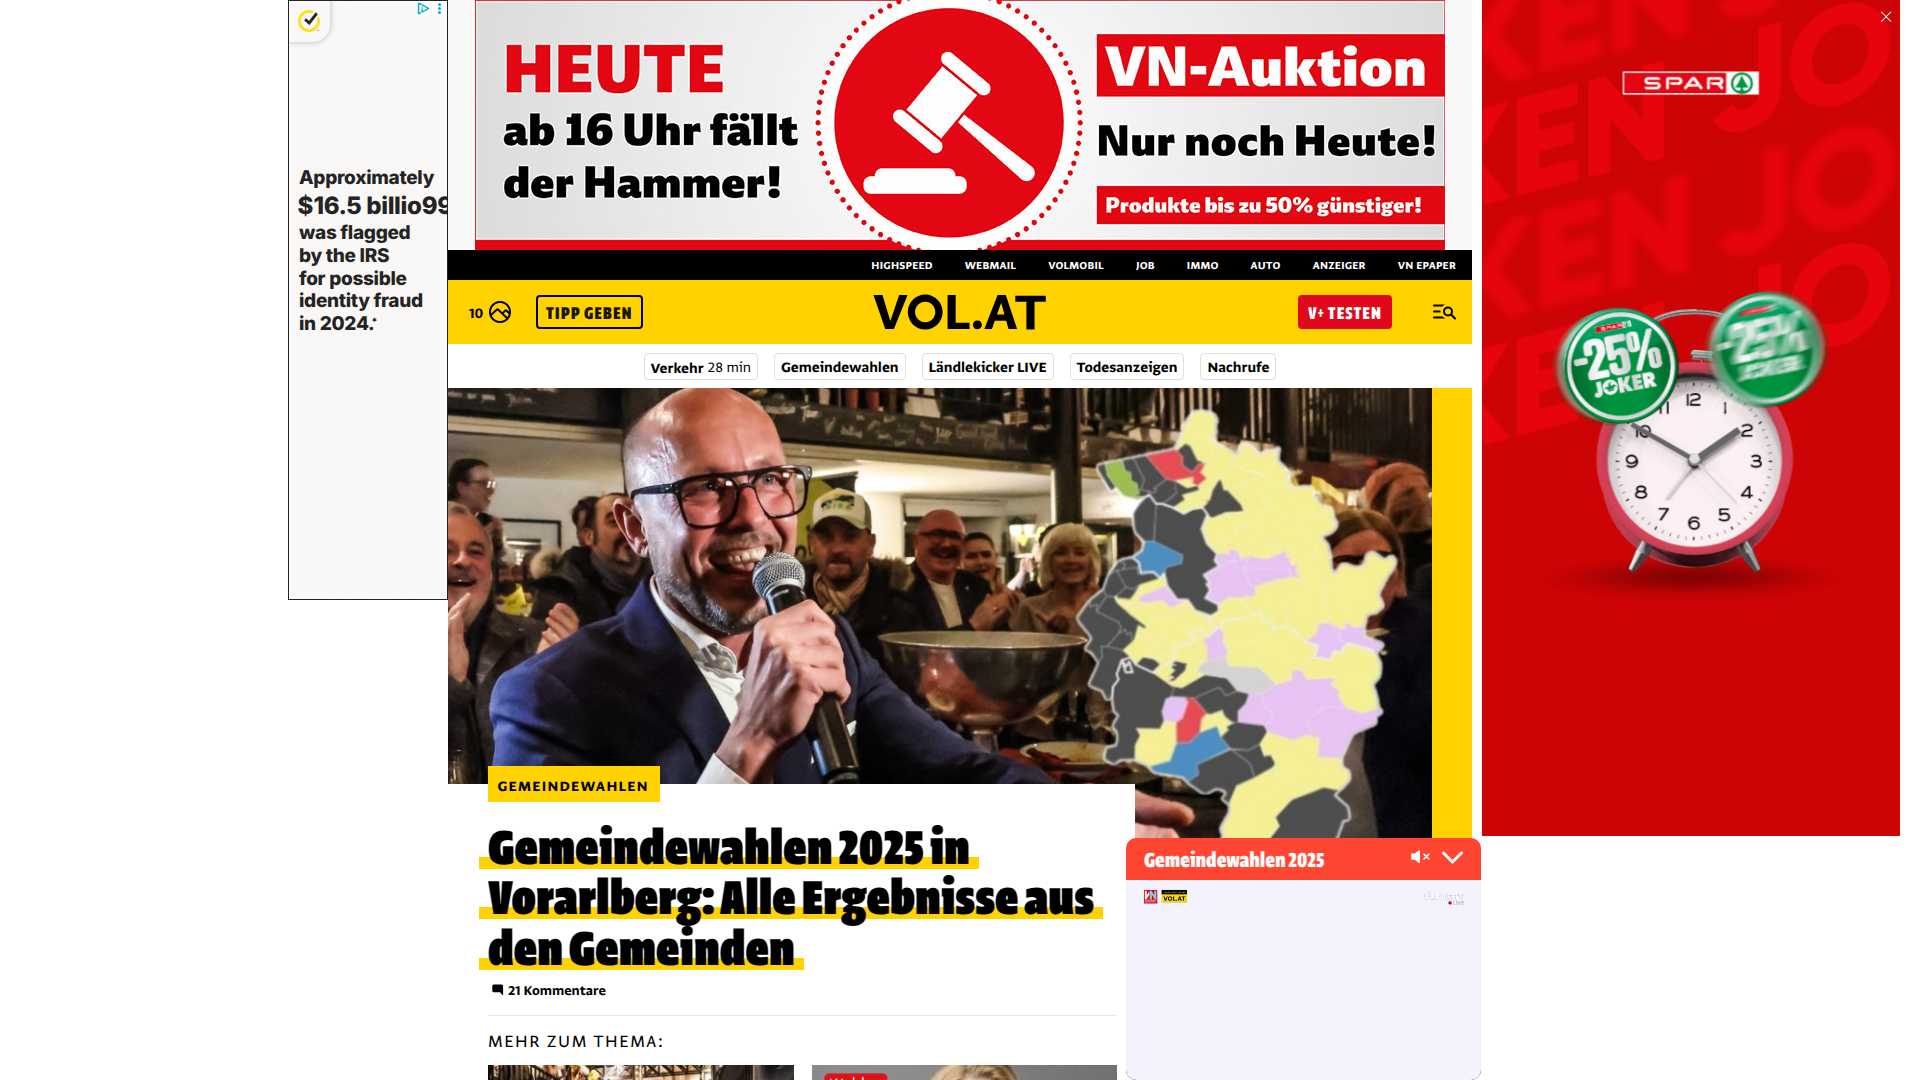 Approximately
$16.5 billio99
was flagged
by the IRS
for possible
identity fraud
in 2024.*
HEUTE
ab 16 Uhr fällt
der Hammer!
VN-Auktion
Nur noch Heute!
Produkte bis zu 50% günstiger!
HIGHSPEED WEBMAIL VOLMOBIL JOB IMMO AUTO ANZEIGER VN EPAPER
10 TIPP GEBEN VOL.AT V+ TESTEN
Verkehr 28 min Gemeindewahlen Ländlekicker LIVE Todesanzeigen Nachrufe
GEMEINDEWAHLEN
Gemeindewahlen 2025 in
Vorarlberg: Alle Ergebnisse aus
den Gemeinden
21 Kommentare
MEHR ZUM THEMA:
Gemeindewahlen 2025
VOL.AT
LIVE
SPAR
JOKEN
-25%
JOKER
-25%
JOKER
12
1
2
3
4
5
6
7
8
9
10
11